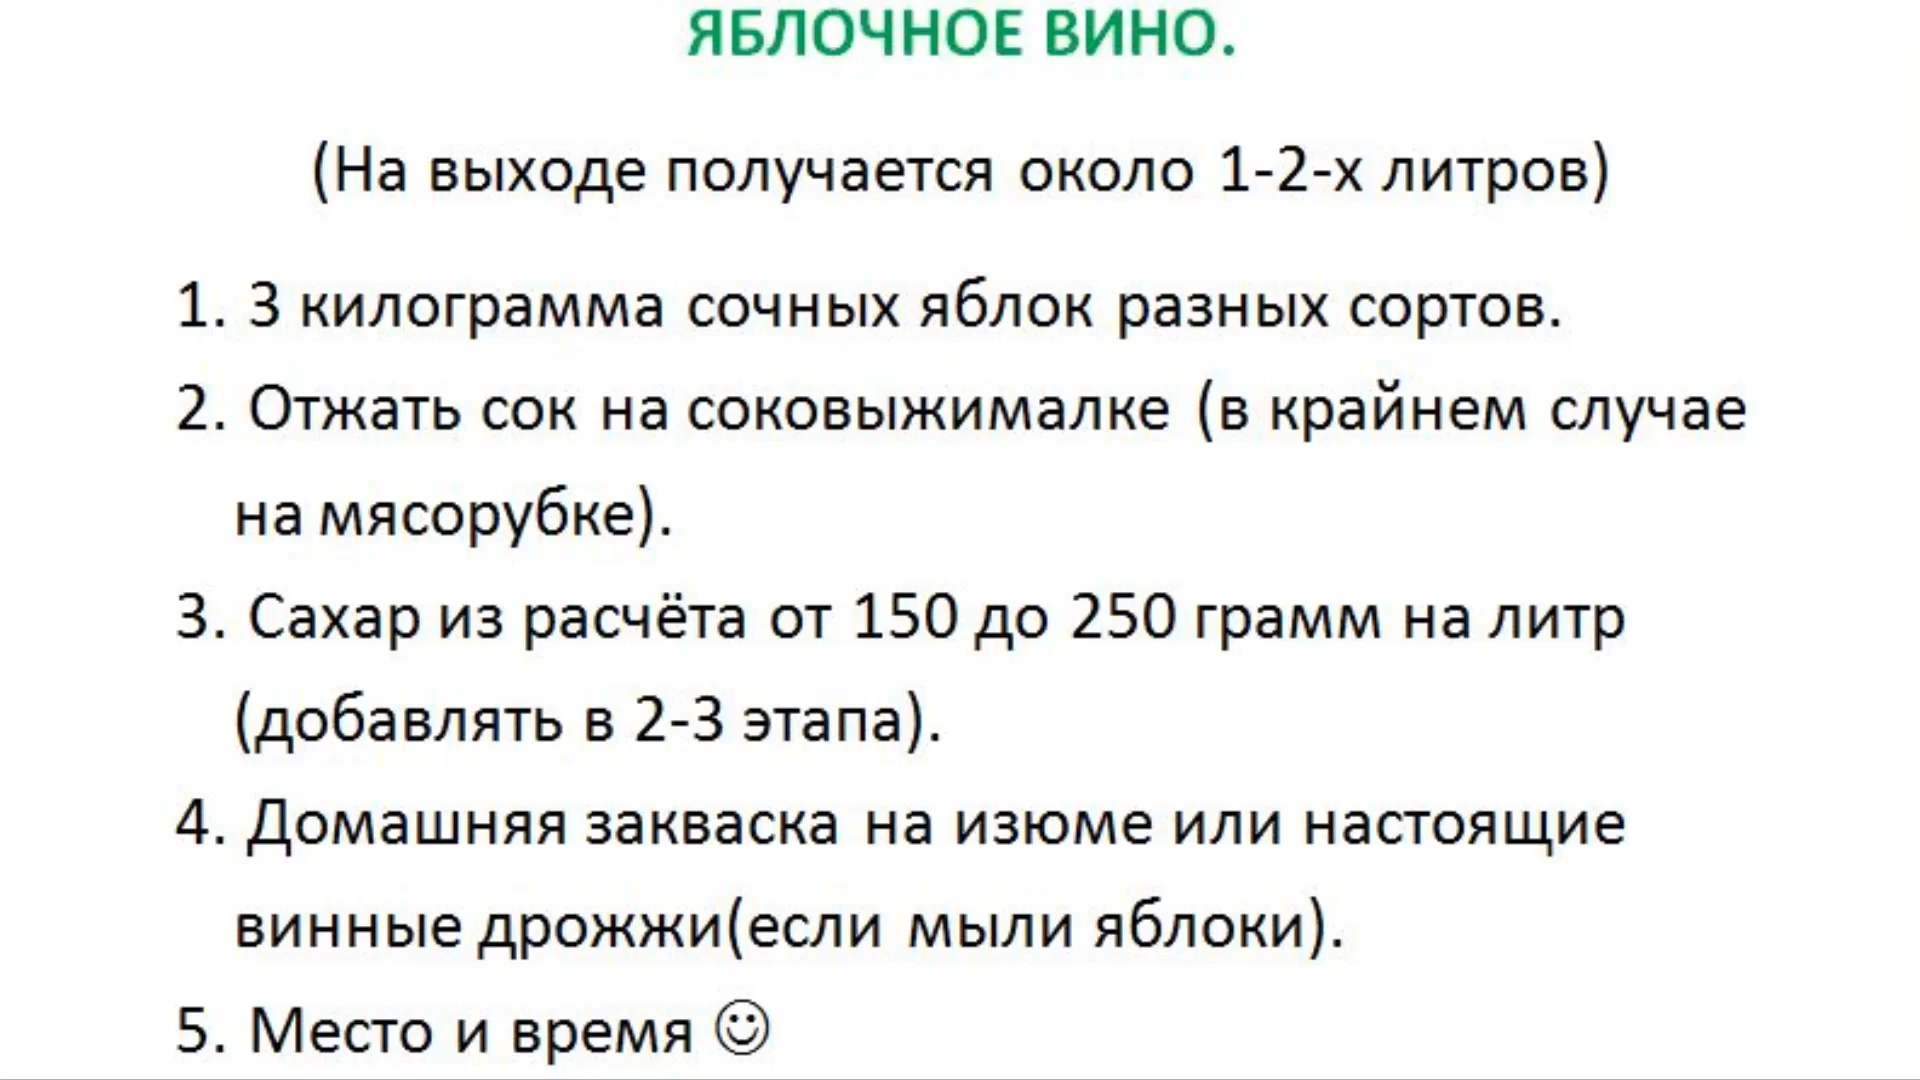 ЯБЛОЧНОЕ ВИНО.
(На выходе получается около 1-2-х литров)
1. 3 килограмма сочных яблок разных сортов.
2. Отжать сок на соковыжималке (в крайнем случае
на мясорубке).
3. Сахар из расчёта от 150 до 250 грамм на литр
(добавлять в 2-3 этапа).
4. Домашняя закваска на изюме или настоящие
винные дрожжи(если мыли яблоки).
5. Место и время ☺